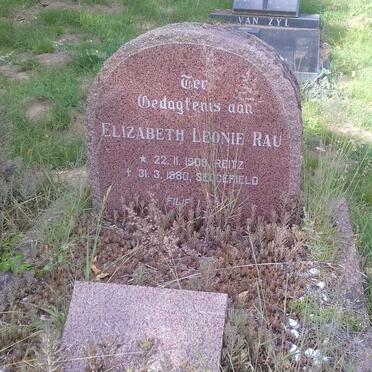 VAN ZYL
Ter
Gedagtenis aan
ELIZABETH LEONIE RAU
* 22.11.1908, REITZ
† 31.3.1980, SEDGEFIELD